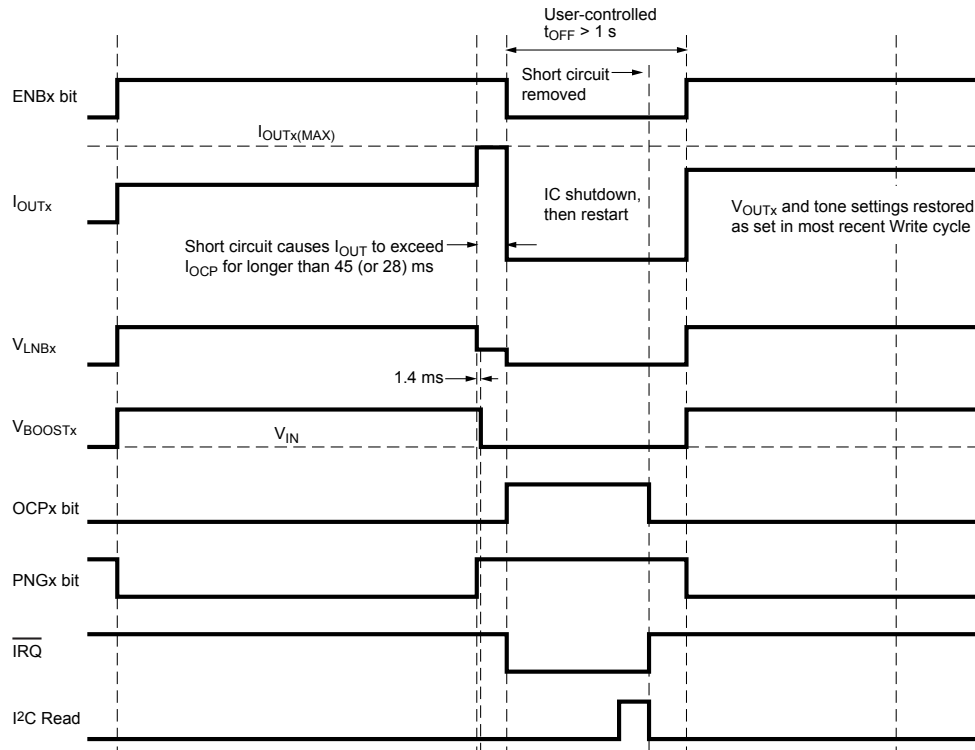 User-controlled
tOFF > 1 s
Short circuit
removed
ENBx bit
IOUTx(MAX)
IOUTx
IC shutdown,
then restart
VOUTx and tone settings restored
as set in most recent Write cycle
Short circuit causes IOUT to exceed
IOCP for longer than 45 (or 28) ms
VLNBx
1.4 ms
VBOOSTx
VIN
OCPx bit
PNGx bit
IRQ
I²C Read